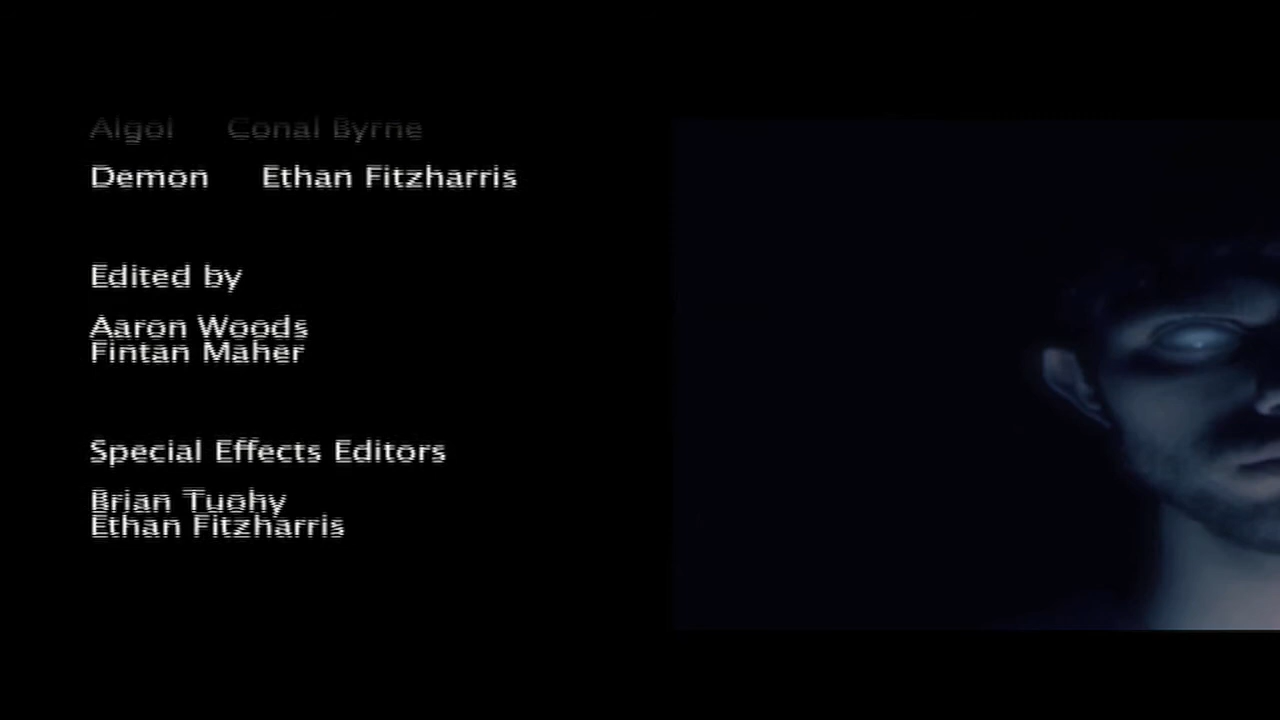 Algol Conal Byrne
Demon Ethan Fitzharris
Edited by
Aaron Woods
Fintan Maher
Special Effects Editors
Brian Tuohy
Ethan Fitzharris